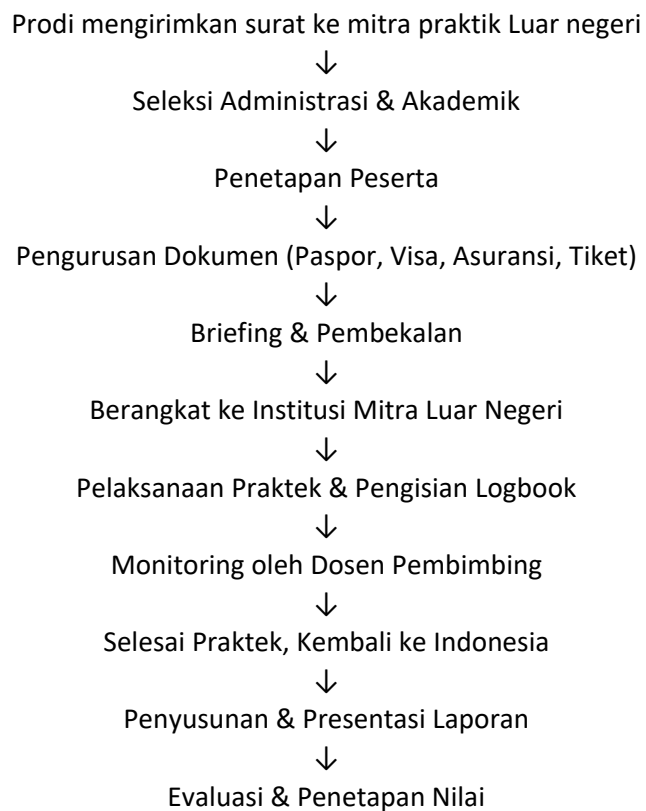 Prodi mengirimkan surat ke mitra praktik Luar negeri
↓
Seleksi Administrasi & Akademik
↓
Penetapan Peserta
↓
Pengurusan Dokumen (Paspor, Visa, Asuransi, Tiket)
↓
Briefing & Pembekalan
↓
Berangkat ke Institusi Mitra Luar Negeri
↓
Pelaksanaan Praktek & Pengisian Logbook
↓
Monitoring oleh Dosen Pembimbing
↓
Selesai Praktek, Kembali ke Indonesia
↓
Penyusunan & Presentasi Laporan
↓
Evaluasi & Penetapan Nilai